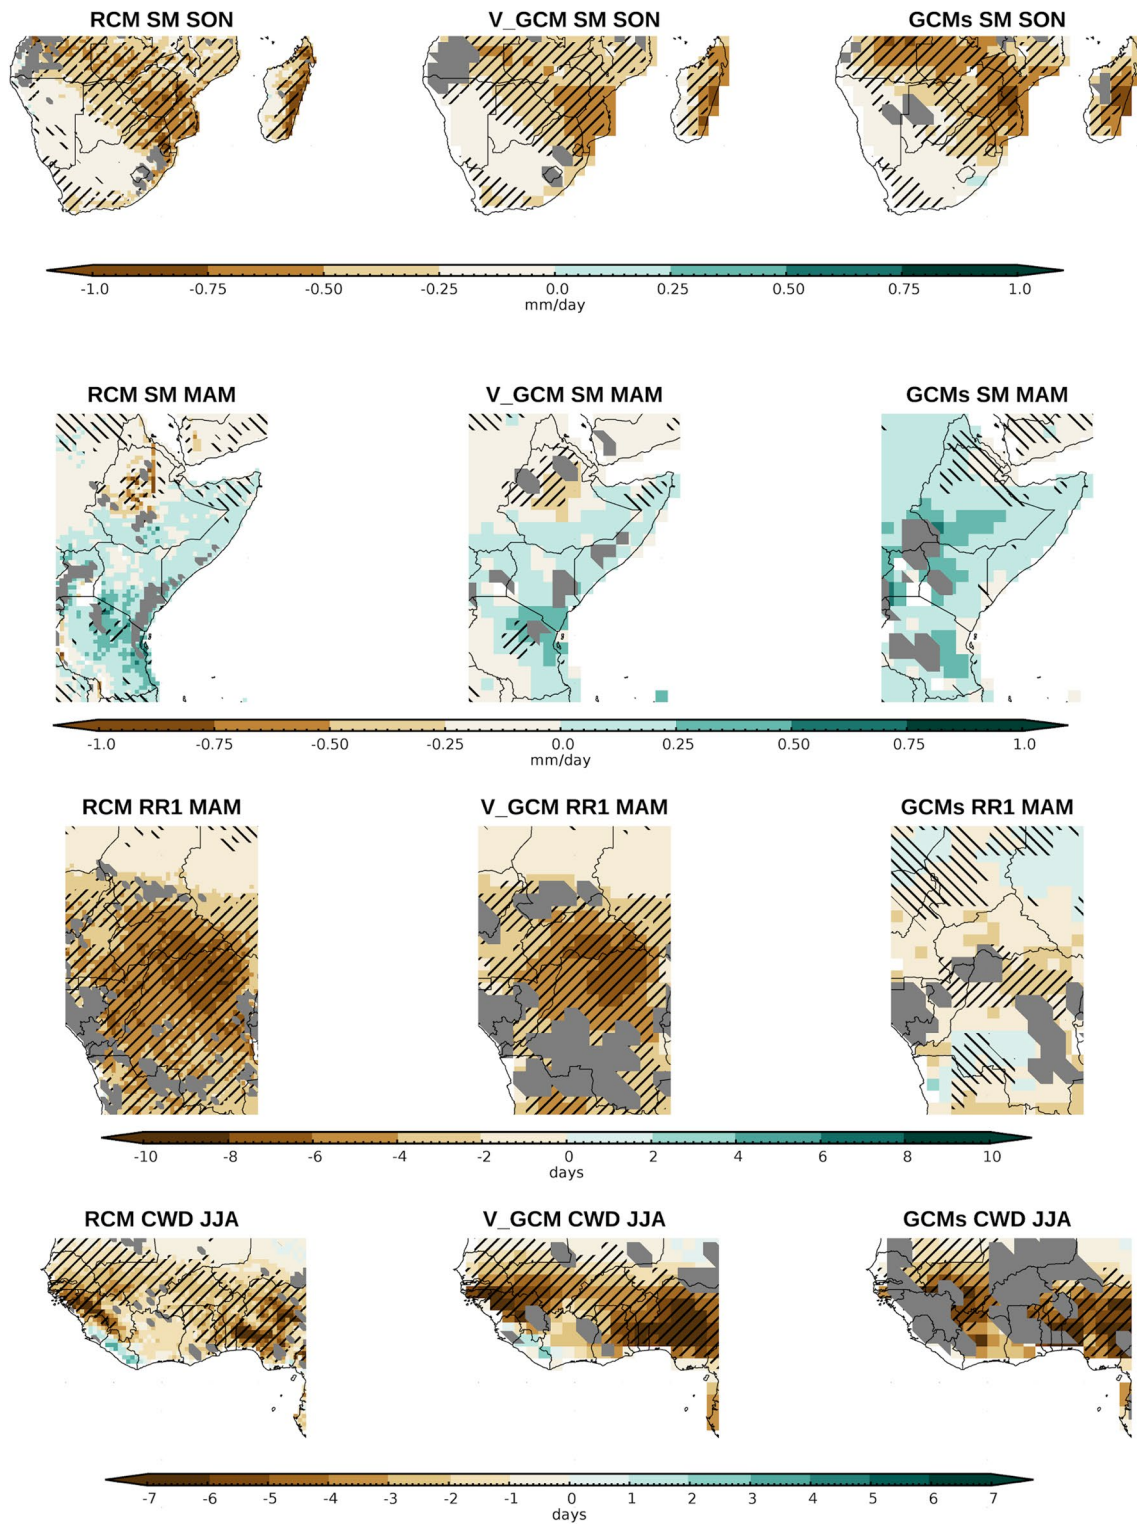 RCM SM SON V_GCM SM SON GCMs SM SON
-1.0 -0.75 -0.50 -0.25 0.0 0.25 0.50 0.75 1.0
mm/day
RCM SM MAM V_GCM SM MAM GCMs SM MAM
-1.0 -0.75 -0.50 -0.25 0.0 0.25 0.50 0.75 1.0
mm/day
RCM RR1 MAM V_GCM RR1 MAM GCMs RR1 MAM
-10 -8 -6 -4 -2 0 2 4 6 8 10
days
RCM CWD JJA V_GCM CWD JJA GCMs CWD JJA
-7 -6 -5 -4 -3 -2 -1 0 1 2 3 4 5 6 7
days